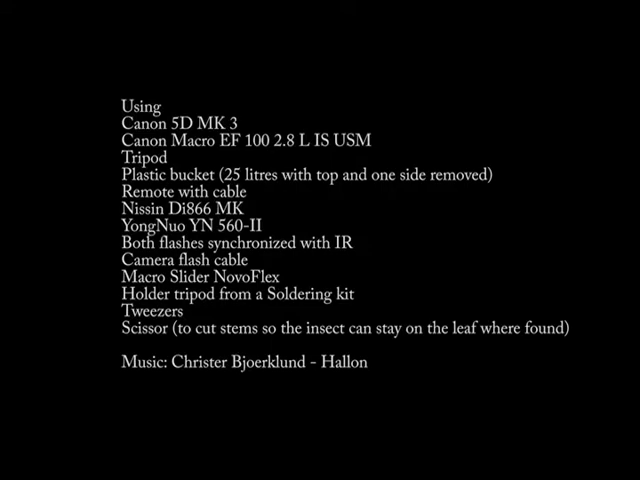 Using
Canon 5D MK 3
Canon Macro EF 100 2.8 L IS USM
Tripod
Plastic bucket (25 litres with top and one side removed)
Remote with cable
Nissin Di866 MK
YongNuo YN 560-II
Both flashes synchronized with IR
Camera flash cable
Macro Slider NovoFlex
Holder tripod from a Soldering kit
Tweezers
Scissor (to cut stems so the insect can stay on the leaf where found)
Music: Christer Bjoerklund - Hallon